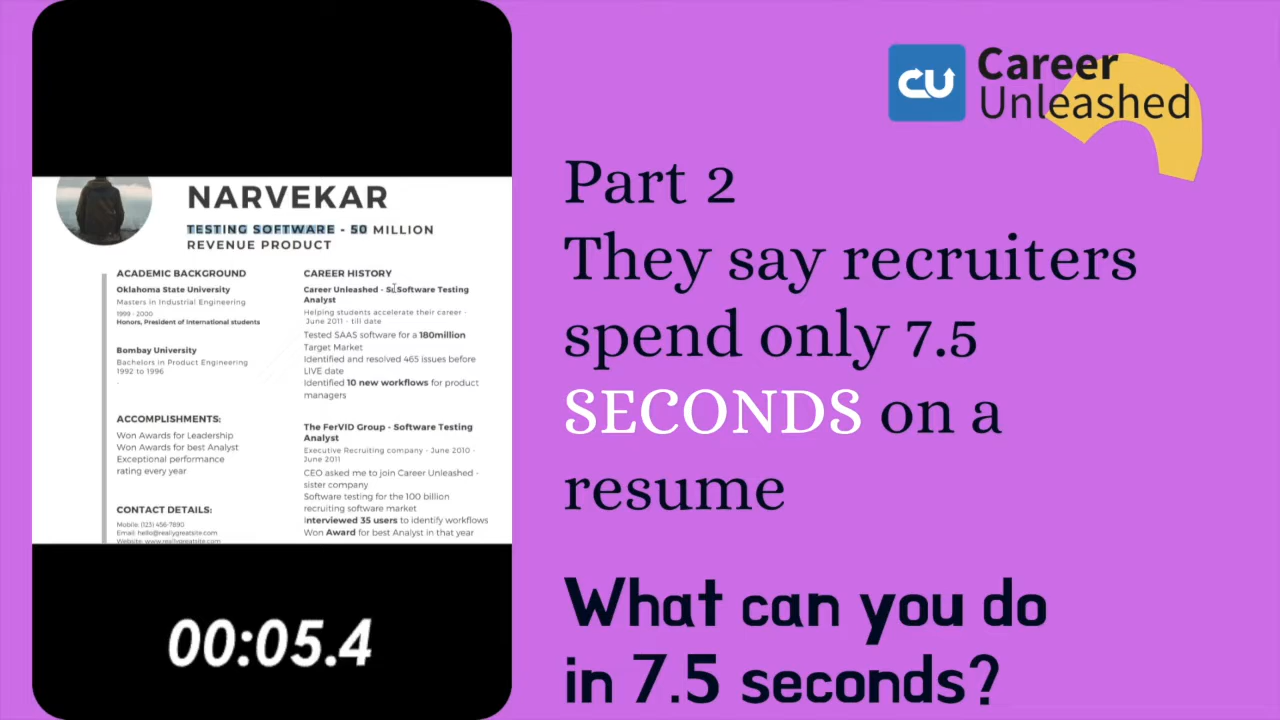 NARVEKAR
TESTING SOFTWARE - 50 MILLION
REVENUE PRODUCT
ACADEMIC BACKGROUND
Oklahoma State University
Masters in Industrial Engineering
1998 - 2000
Honors, President of International students
Bombay University
Bachelors in Product Engineering
1992 to 1996
.
ACCOMPLISHMENTS:
Won Awards for Leadership
Won Awards for best Analyst
Exceptional performance
rating every year
CONTACT DETAILS:
Mobile: (123) 456-7890
Email: hello@reallygreatsite.com
Website: www.reallygreatsite.com
CAREER HISTORY
Career Unleashed - Software Testing
Analyst
Helping students accelerate their career -
June 2011 - till date
Tested SAAS software for a 180million
Target Market
Identified and resolved 465 issues before
LIVE date
Identified 10 new workflows for product
managers
The FerVID Group - Software Testing
Analyst
Executive Recruiting company - June 2010 -
June 2011
CEO asked me to join Career Unleashed -
sister company
Software testing for the 100 billion
recruiting software market
Interviewed 35 users to identify workflows
Won Award for best Analyst in that year
00:05.4
CU
Career
Unleashed
Part 2
They say recruiters
spend only 7.5
SECONDS on a
resume
What can you do
in 7.5 seconds?